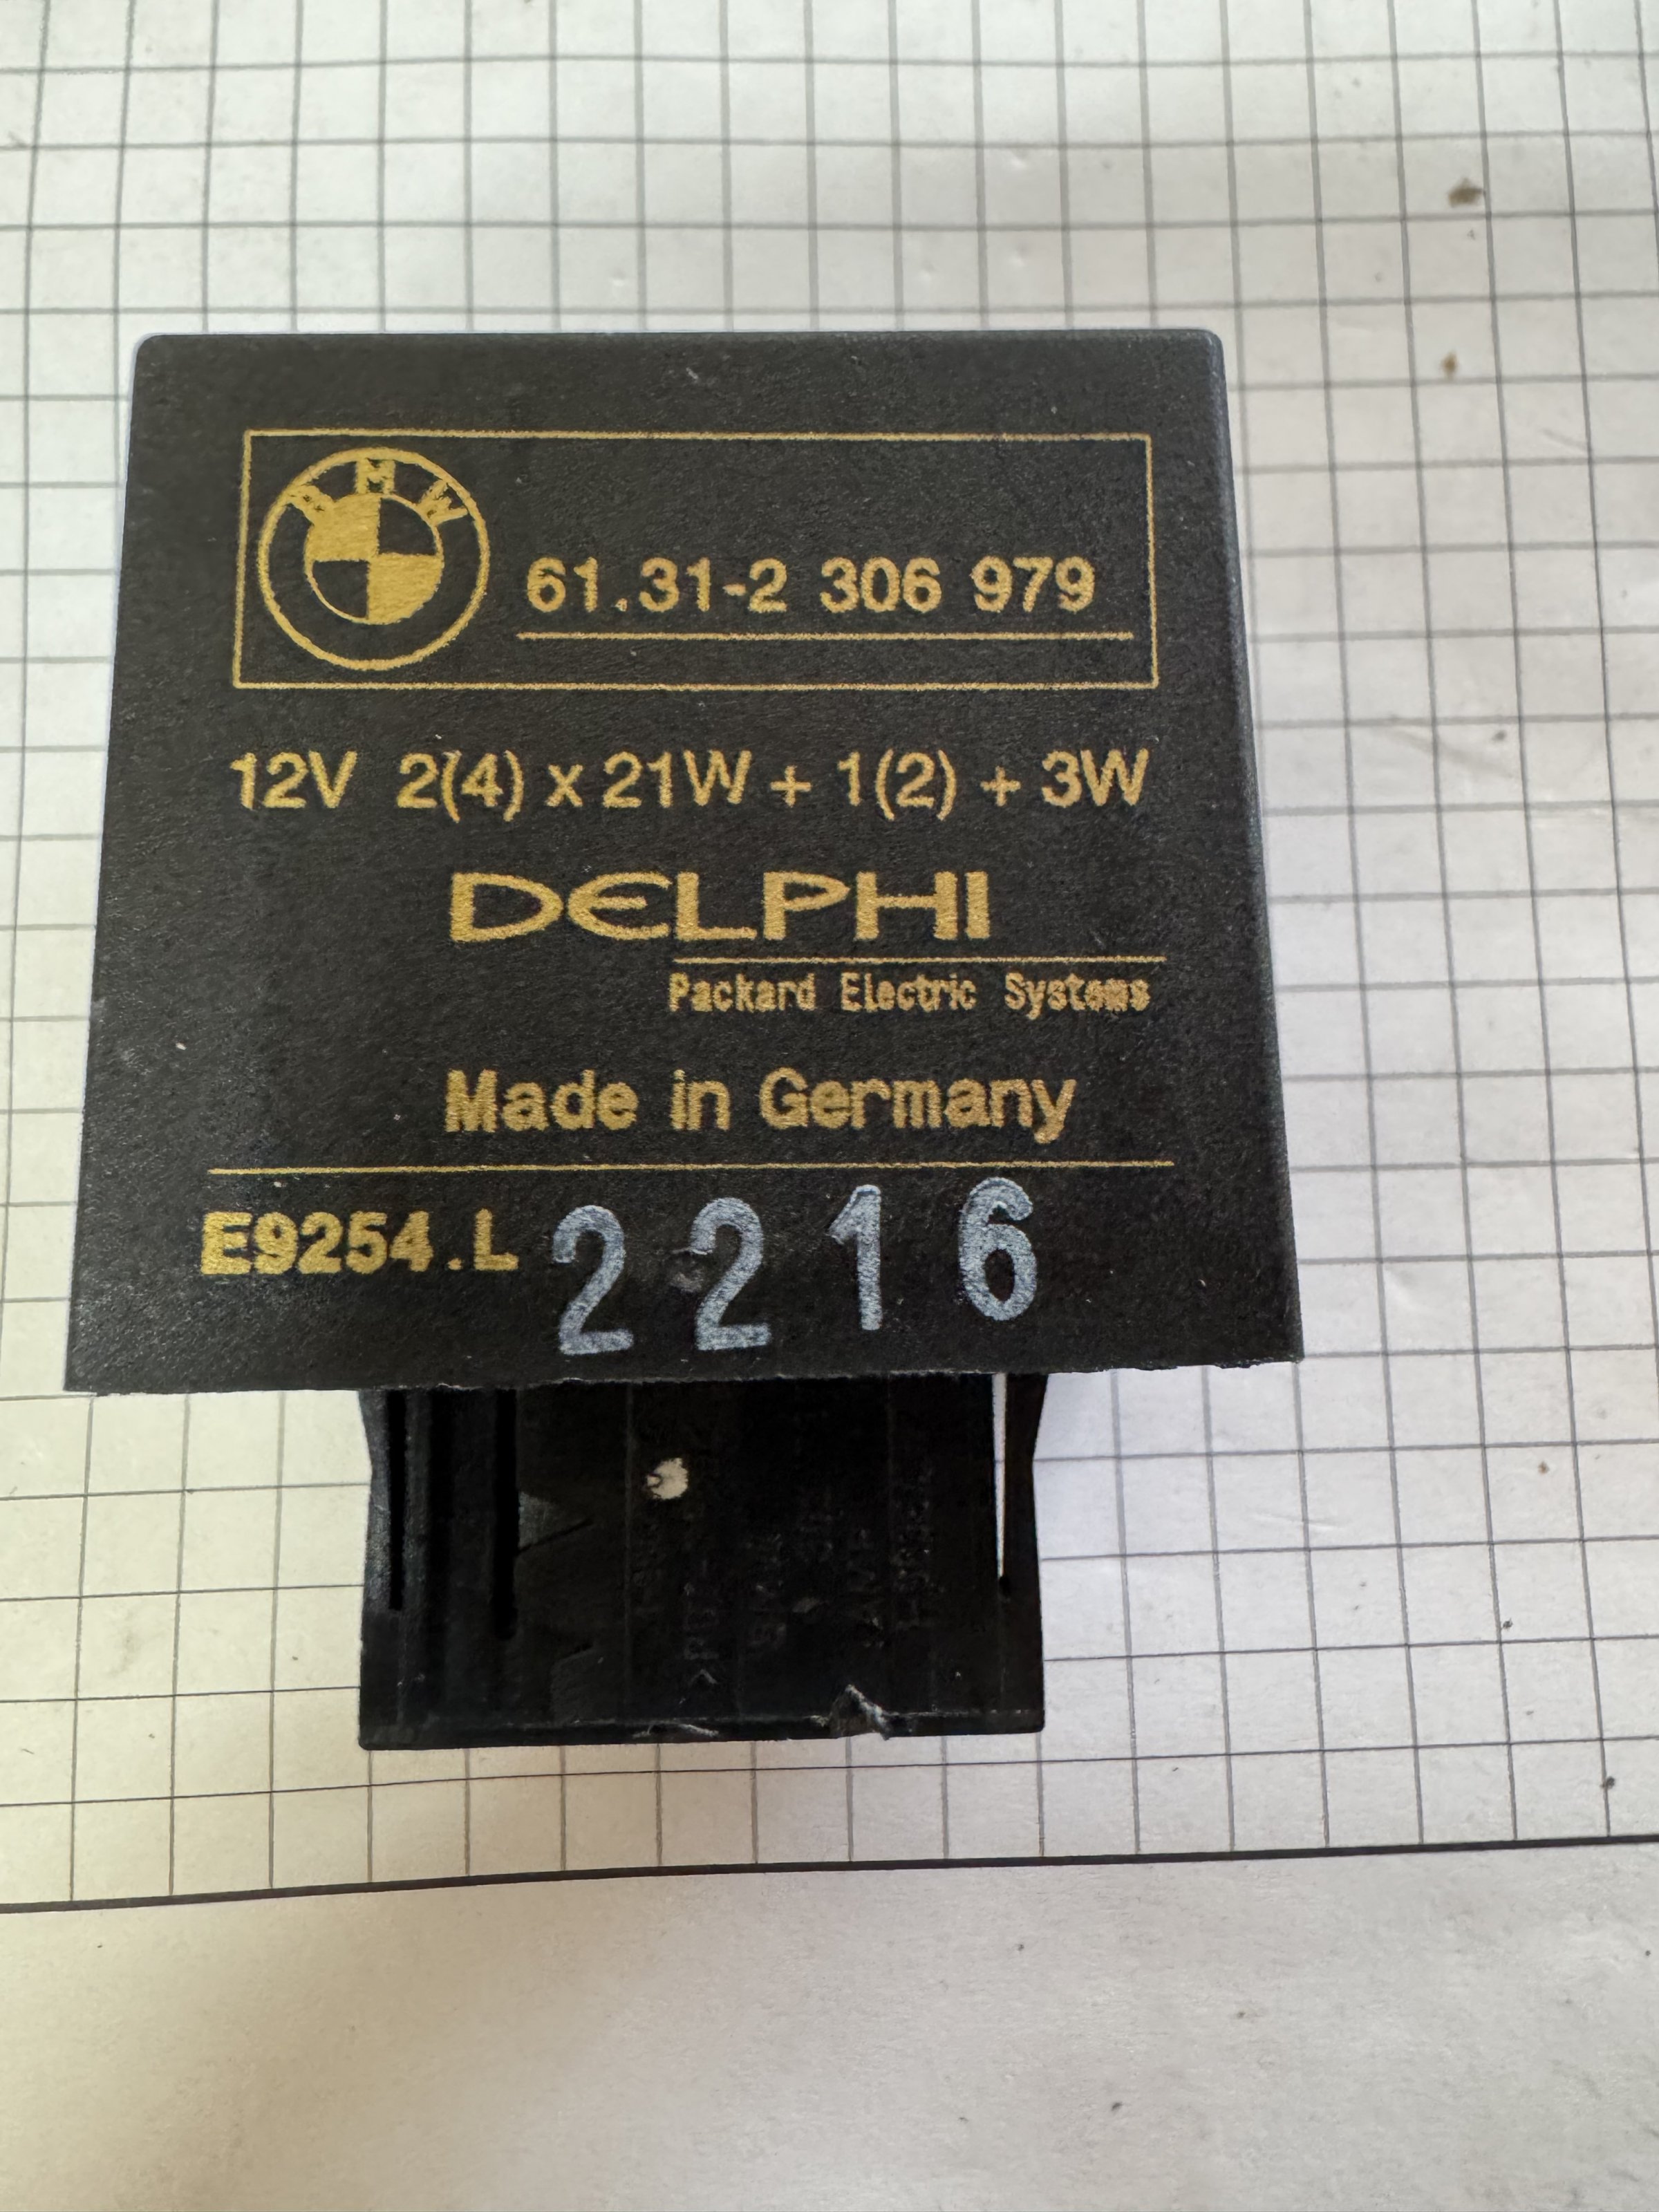 BMW
61.31-2 306 979
12V 2(4) x 21W + 1(2) + 3W
DELPHI
Packard Electric Systems
Made in Germany
E9254.L 2216